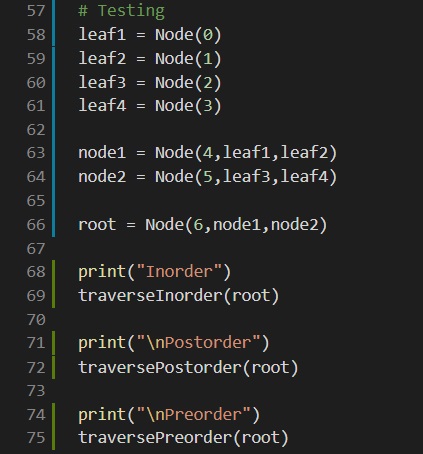 57 # Testing
58 leaf1 = Node(0)
59 leaf2 = Node(1)
60 leaf3 = Node(2)
61 leaf4 = Node(3)
62
63 node1 = Node(4,leaf1,leaf2)
64 node2 = Node(5,leaf3,leaf4)
65
66 root = Node(6,node1,node2)
67
68 print("Inorder")
69 traverseInorder(root)
70
71 print("\nPostorder")
72 traversePostorder(root)
73
74 print("\nPreorder")
75 traversePreorder(root)